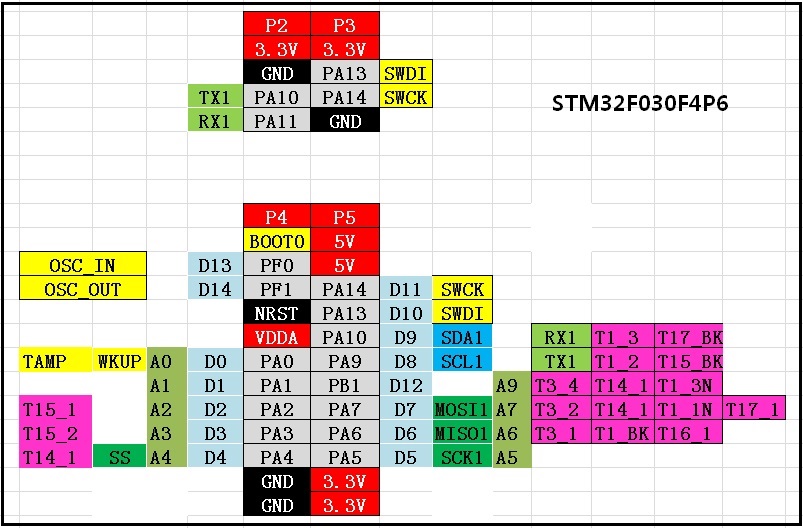 P2 P3
3.3V 3.3V
GND PA13 SWDI
TX1 PA10 PA14 SWCK STM32F030F4P6
RX1 PA11 GND
P4 P5
BOOT0 5V
OSC_IN D13 PF0 5V
OSC_OUT D14 PF1 PA14 D11 SWCK
NRST PA13 D10 SWDI
VDDA PA10 D9 SDA1 RX1 T1_3 T17_BK
TAMP WKUP A0 D0 PA0 PA9 D8 SCL1 TX1 T1_2 T15_BK
A1 D1 PA1 PB1 D12 A9 T3_4 T14_1 T1_3N
T15_1 A2 D2 PA2 PA7 D7 MOSI1 A7 T3_2 T14_1 T1_1N T17_1
T15_2 A3 D3 PA3 PA6 D6 MISO1 A6 T3_1 T1_BK T16_1
T14_1 SS A4 D4 PA4 PA5 D5 SCK1 A5
GND 3.3V
GND 3.3V